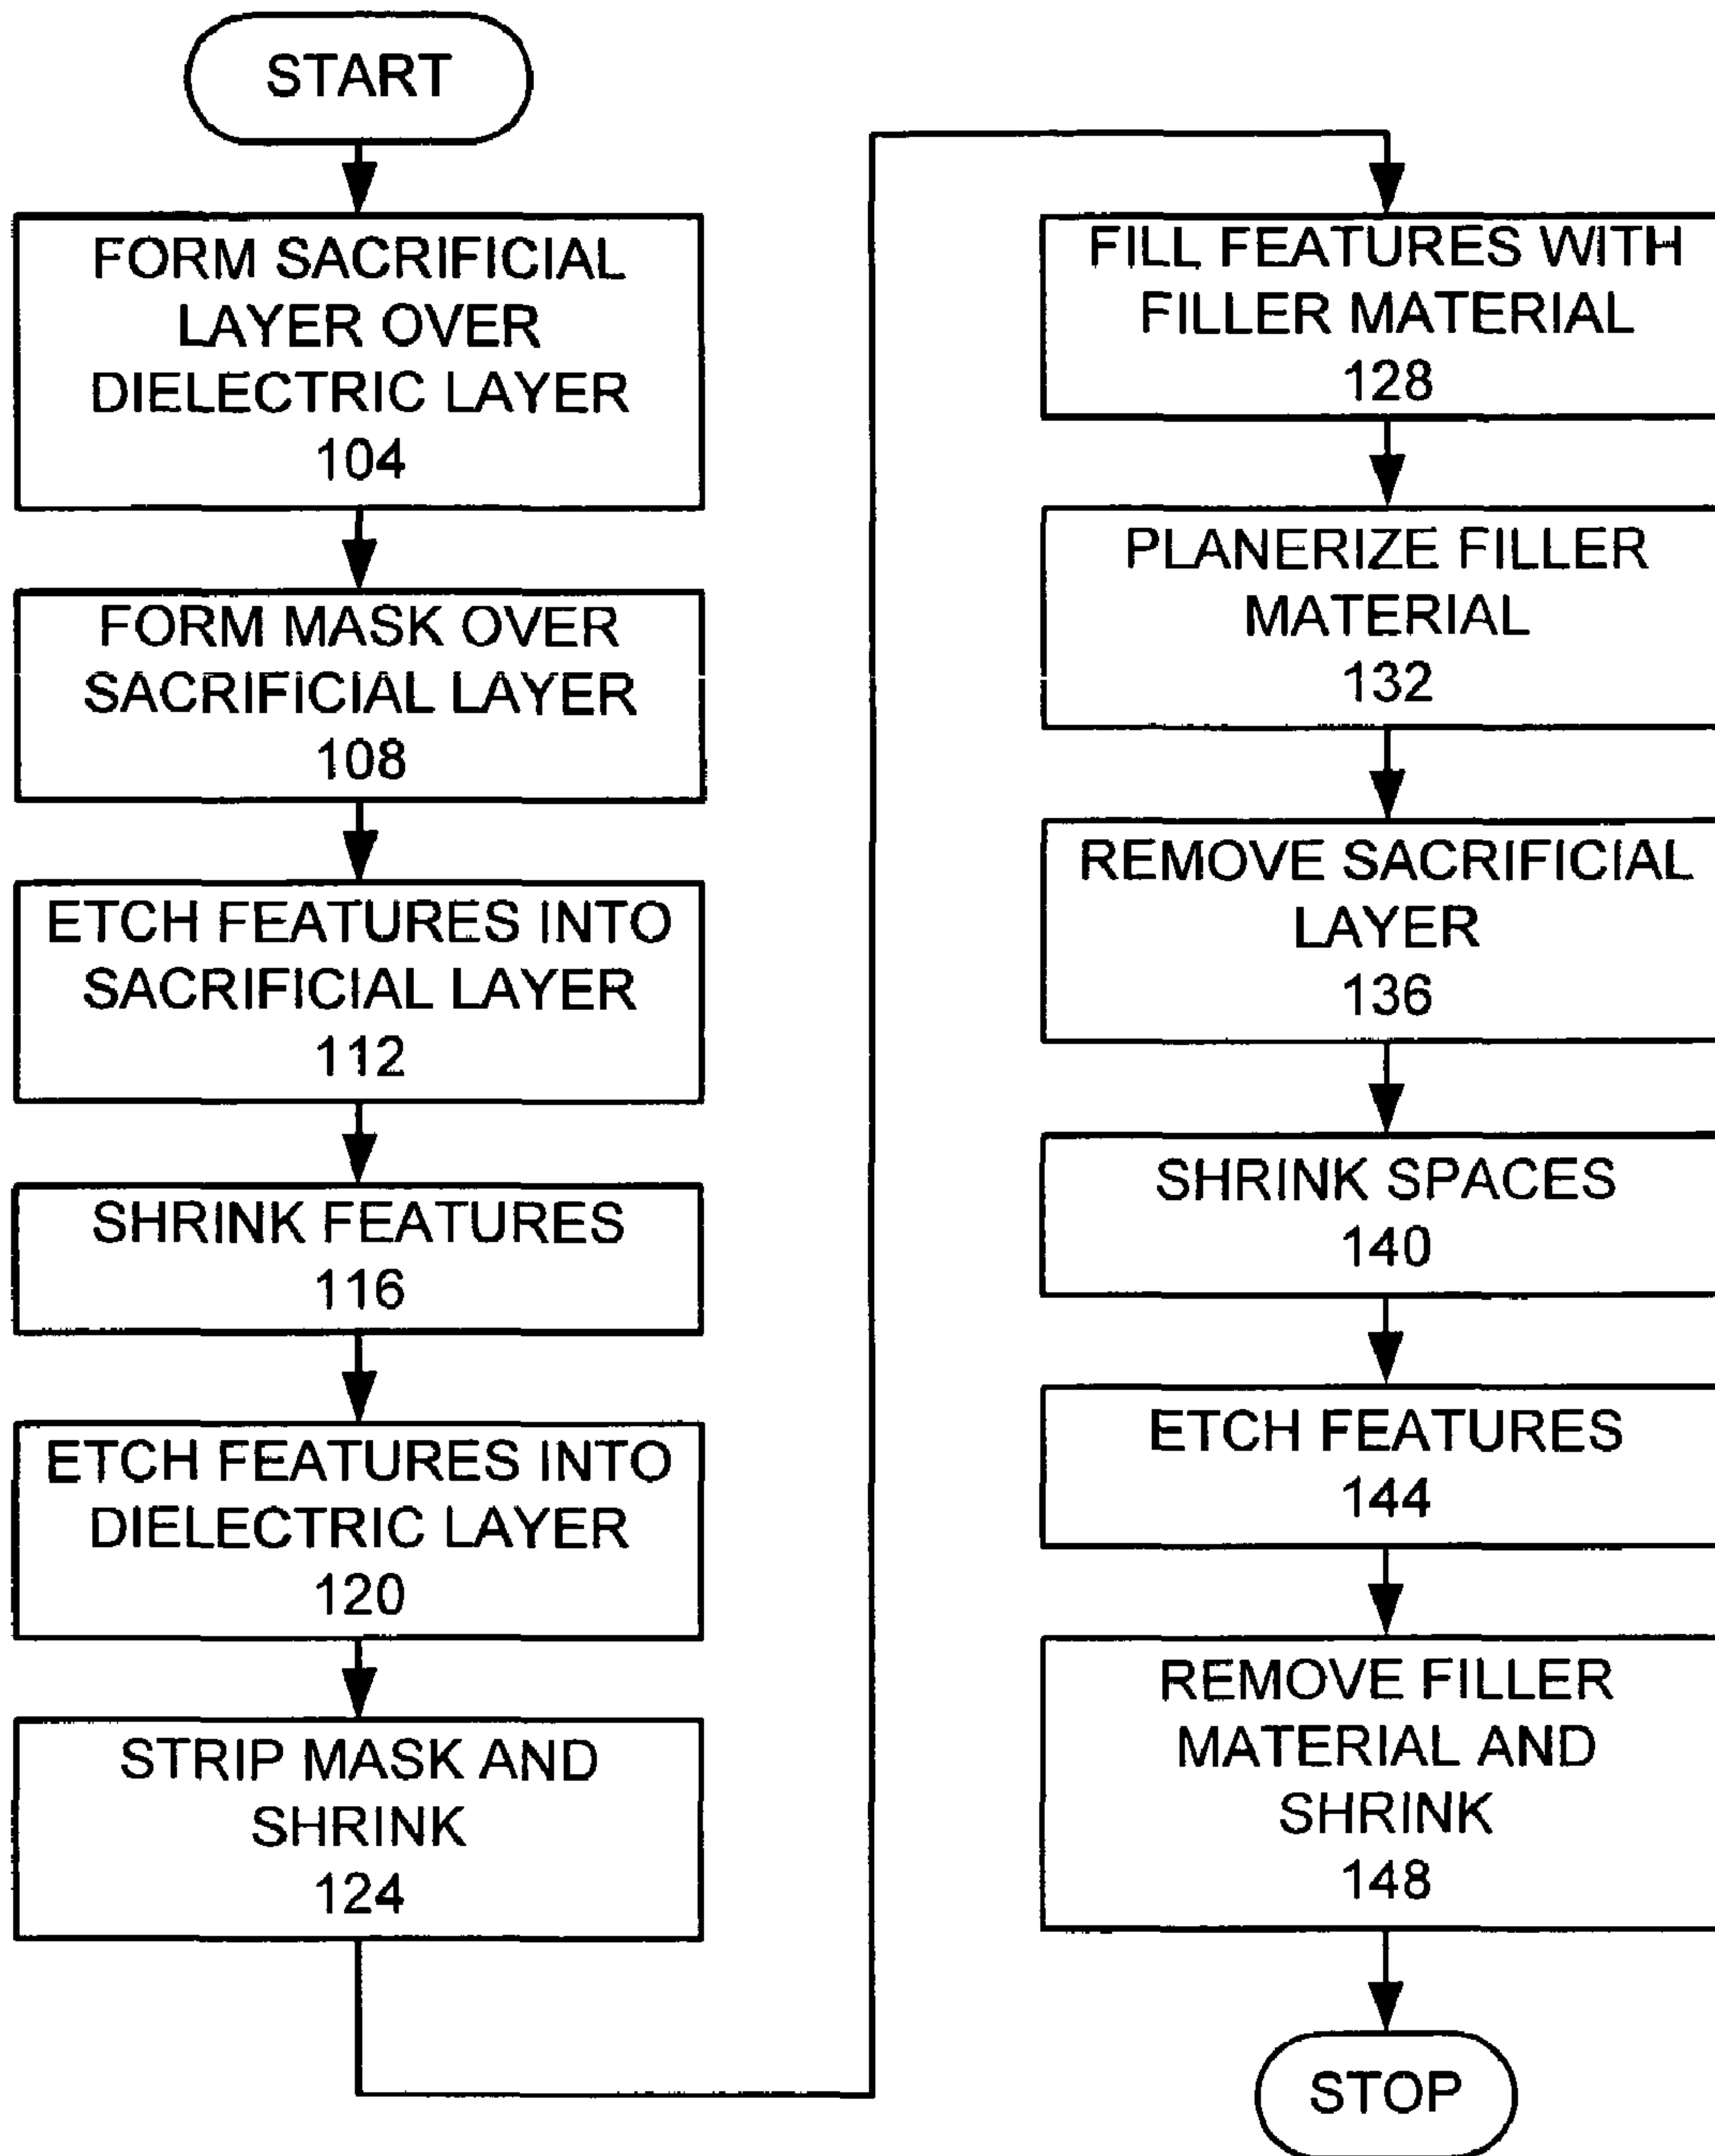 START
FORM SACRIFICIAL
LAYER OVER
DIELECTRIC LAYER
104
FORM MASK OVER
SACRIFICIAL LAYER
108
ETCH FEATURES INTO
SACRIFICIAL LAYER
112
SHRINK FEATURES
116
ETCH FEATURES INTO
DIELECTRIC LAYER
120
STRIP MASK AND
SHRINK
124
FILL FEATURES WITH
FILLER MATERIAL
128
PLANERIZE FILLER
MATERIAL
132
REMOVE SACRIFICIAL
LAYER
136
SHRINK SPACES
140
ETCH FEATURES
144
REMOVE FILLER
MATERIAL AND
SHRINK
148
STOP